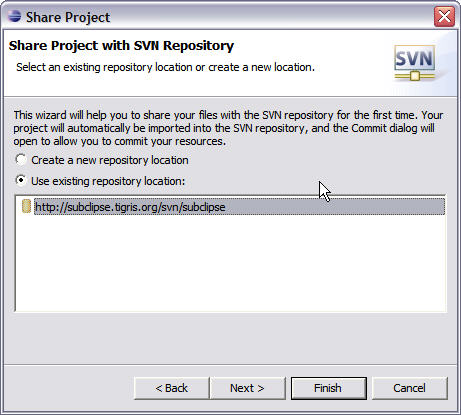 Share Project
Share Project with SVN Repository
Select an existing repository location or create a new location.
SVN
This wizard will help you to share your files with the SVN repository for the first time. Your
project will automatically be imported into the SVN repository, and the Commit dialog will
open to allow you to commit your resources.
Create a new repository location
Use existing repository location:
http://subclipse.tigris.org/svn/subclipse
< Back
Next >
Finish
Cancel